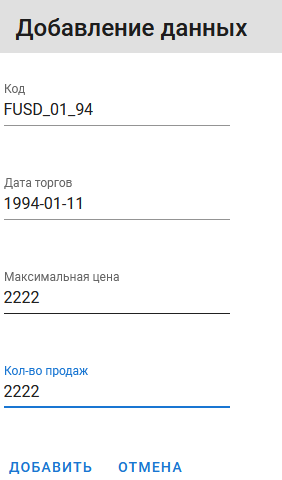 Добавление данных
Код
FUSD_01_94
Дата торгов
1994-01-11
Максимальная цена
2222
Кол-во продаж
2222
ДОБАВИТЬ ОТМЕНА